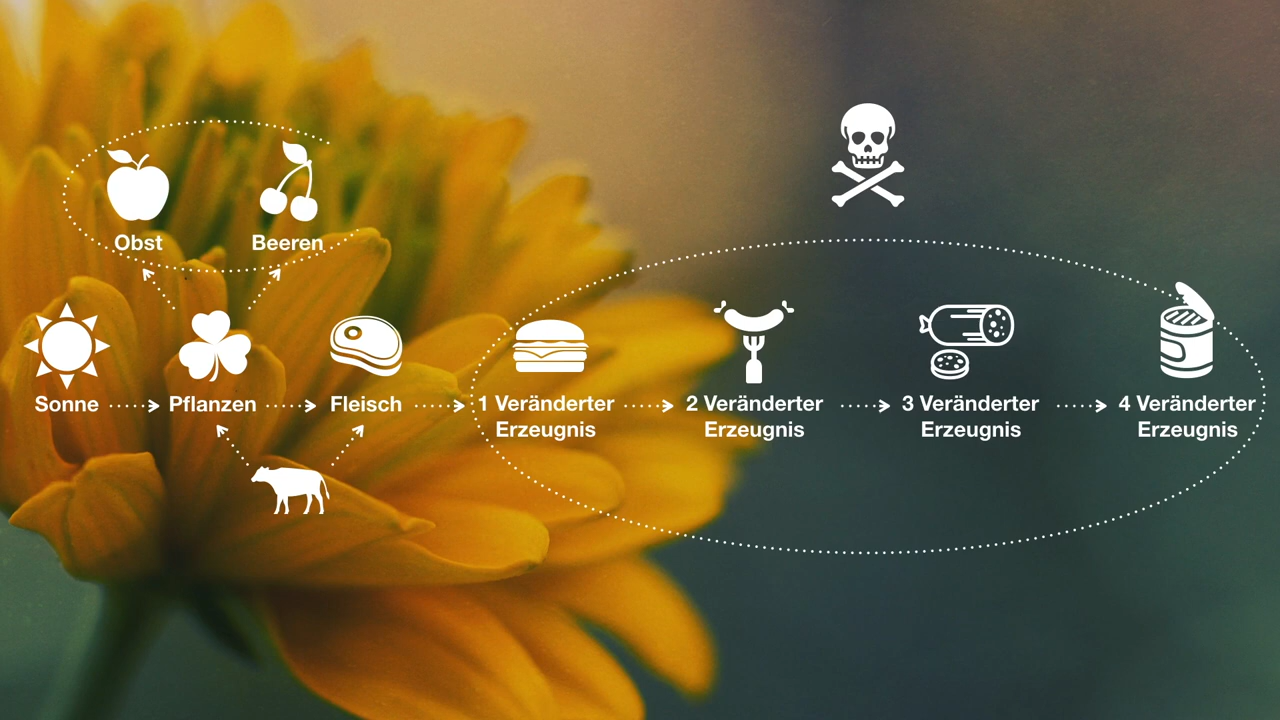 Obst
Beeren
Sonne
Pflanzen
Fleisch
1 Veränderter
Erzeugnis
2 Veränderter
Erzeugnis
3 Veränderter
Erzeugnis
4 Veränderter
Erzeugnis